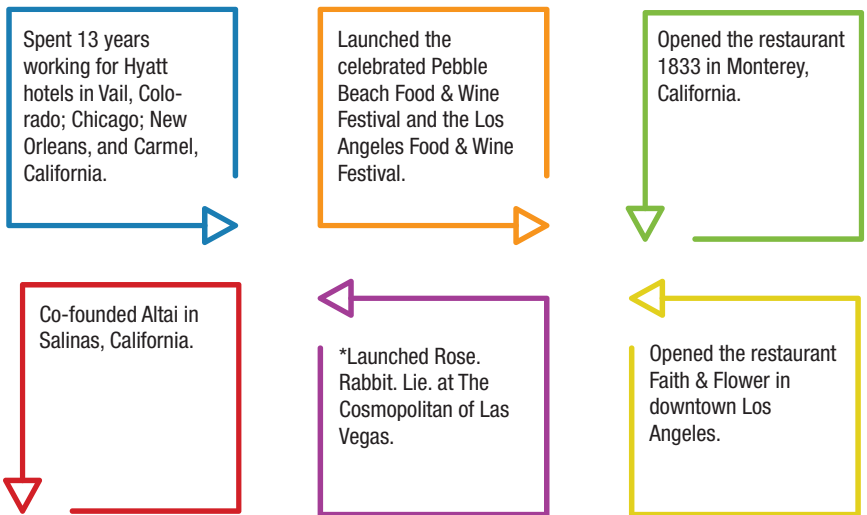 Spent 13 years
working for Hyatt
hotels in Vail, Colo-
rado; Chicago; New
Orleans, and Carmel,
California.
Launched the
celebrated Pebble
Beach Food & Wine
Festival and the Los
Angeles Food & Wine
Festival.
Opened the restaurant
1833 in Monterey,
California.
Opened the restaurant
Faith & Flower in
downtown Los
Angeles.
*Launched Rose.
Rabbit. Lie. at The
Cosmopolitan of Las
Vegas.
Co-founded Altai in
Salinas, California.